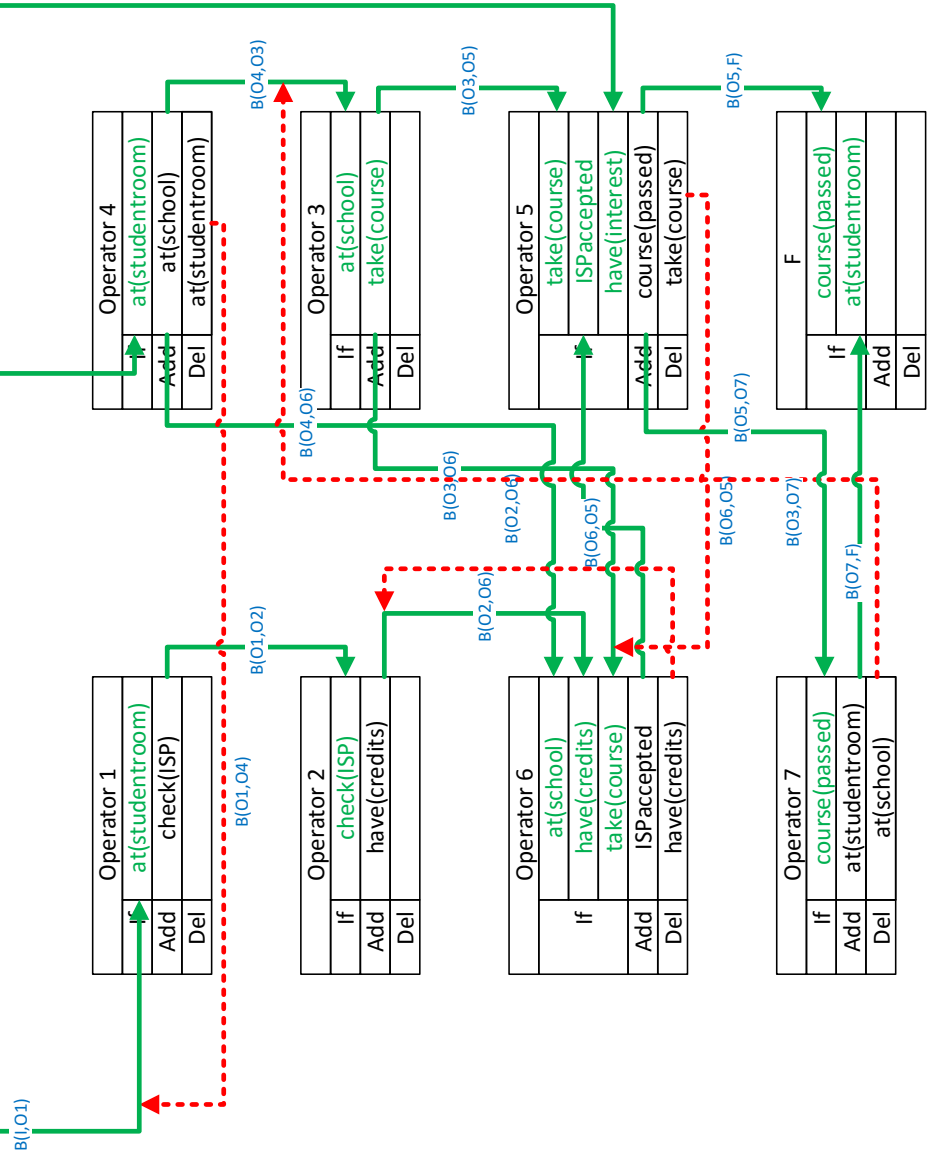 B(I,O1)
Operator 1
If at(studentroom)
Add check(ISP)
Del
Operator 4
If at(studentroom)
Add at(school)
Del at(studentroom)
B(O1,O4)
B(O1,O2)
B(O4,O3)
Operator 2
If check(ISP)
Add have(credits)
Del
B(O4,O6)
Operator 3
If at(school)
Add take(course)
Del
B(O2,O6)
B(O3,O6)
B(O3,O5)
B(O2,O6)
Operator 6
If at(school)
have(credits)
take(course)
Add ISPaccepted
Del have(credits)
B(O6,O5)
Operator 5
If take(course)
ISPaccepted
have(interest)
Add course(passed)
Del take(course)
B(O6,O5)
B(O5,O7)
B(O5,F)
Operator 7
If course(passed)
Add at(studentroom)
Del at(school)
B(O3,O7)
B(O7,F)
F
If course(passed)
at(studentroom)
Add
Del